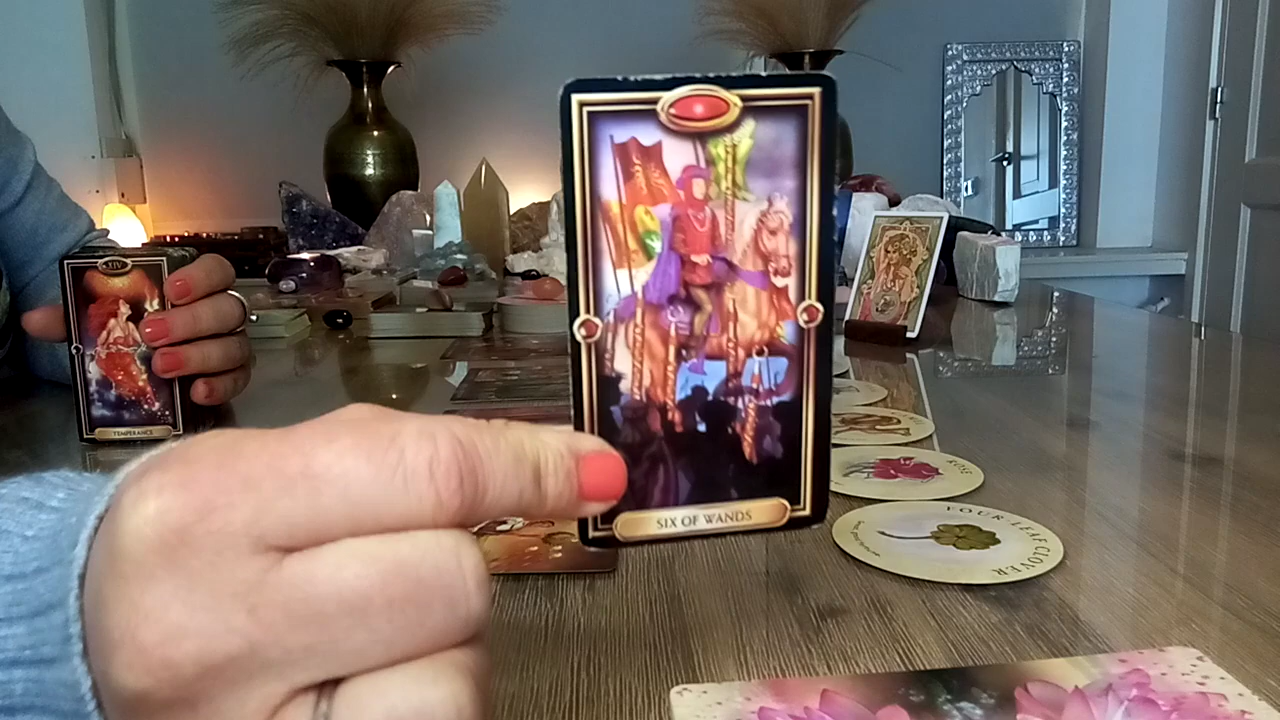 SIX OF WANDS
XIV
TEMPERANCE
ROSE
FOUR LEAF CLOVER